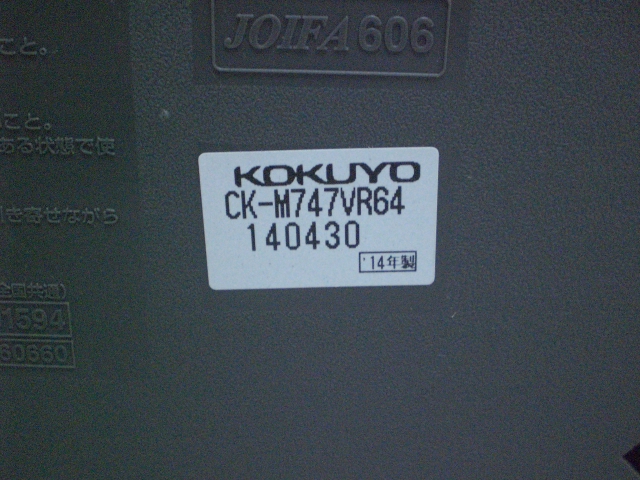 JOIFA 606
こと。
こと。
ある状態で使
き寄せながら
全国共通)
1594
60660
KOKUYO
CK-M747VR64
140430
'14年製